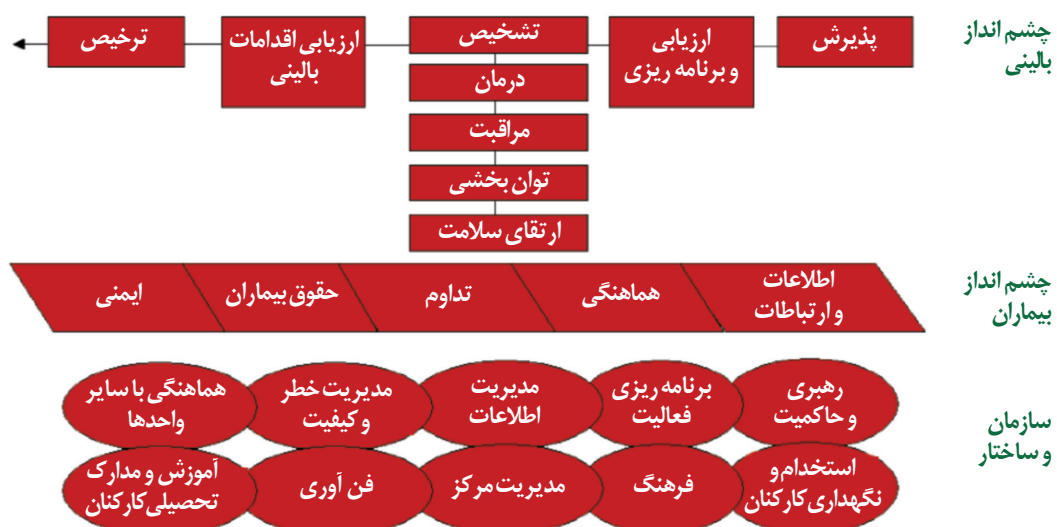 چشم انداز
بالینی
پذیرش
ارزیابی
و برنامه ریزی
تشخیص
درمان
مراقبت
توان بخشی
ارتقای سلامت
ارزیابی اقدامات
بالینی
ترخیص
چشم انداز
بیماران
اطلاعات
و ارتباطات
هماهنگی
تداوم
حقوق بیماران
ایمنی
سازمان
و ساختار
رهبری
و حاکمیت
برنامه ریزی
فعالیت
مدیریت
اطلاعات
مدیریت خطر
و کیفیت
هماهنگی با سایر
واحدها
استخدام و
نگهداری کارکنان
فرهنگ
مدیریت مرکز
فن آوری
آموزش و مدارک
تحصیلی کارکنان